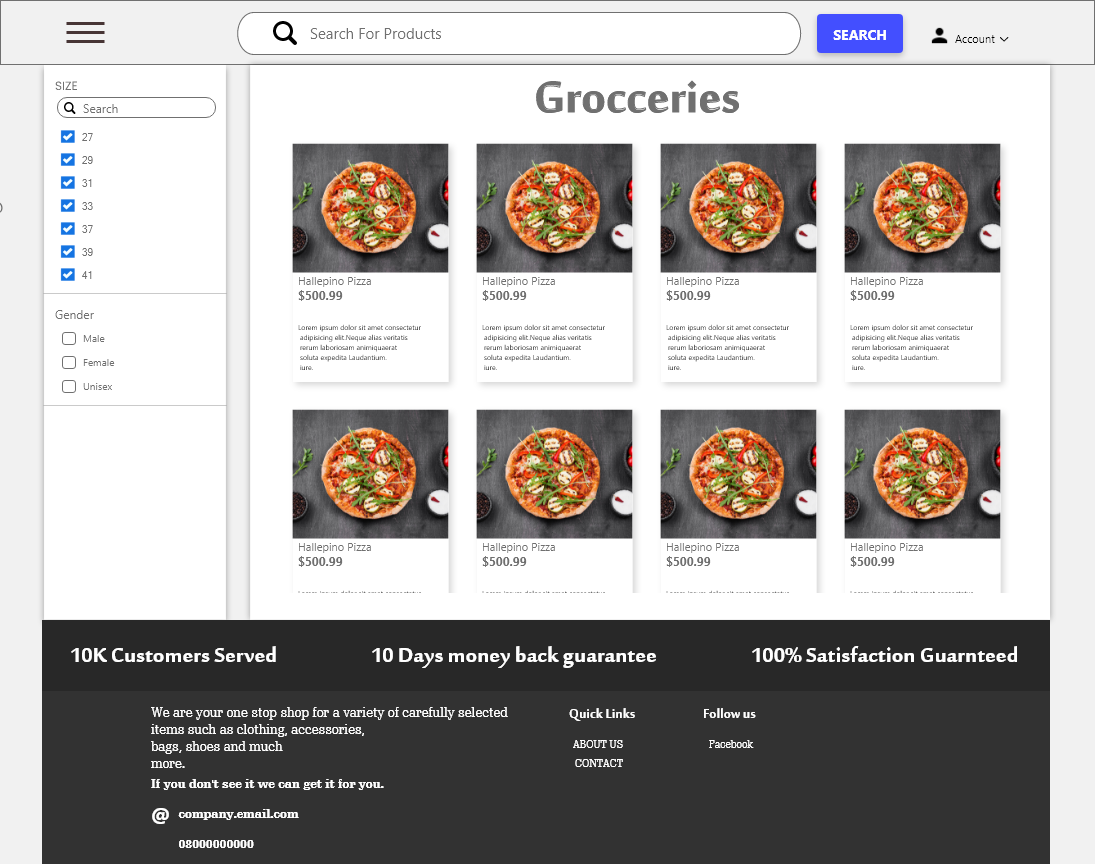 Search For Products
SEARCH
Account
SIZE
Search
27
29
31
33
37
39
41
Gender
Male
Female
Unisex
Grocceries
Hallepino Pizza
$500.99
Lorem ipsum dolor sit amet consectetur
adipisicing elit.Neque alias veritatis
rerum laboriosam animiquaerat
soluta expedita Laudantium.
iure.
Hallepino Pizza
$500.99
Lorem ipsum dolor sit amet consectetur
adipisicing elit.Neque alias veritatis
rerum laboriosam animiquaerat
soluta expedita Laudantium.
iure.
Hallepino Pizza
$500.99
Lorem ipsum dolor sit amet consectetur
adipisicing elit.Neque alias veritatis
rerum laboriosam animiquaerat
soluta expedita Laudantium.
iure.
Hallepino Pizza
$500.99
Lorem ipsum dolor sit amet consectetur
adipisicing elit.Neque alias veritatis
rerum laboriosam animiquaerat
soluta expedita Laudantium.
iure.
Hallepino Pizza
$500.99
Hallepino Pizza
$500.99
Hallepino Pizza
$500.99
Hallepino Pizza
$500.99
10K Customers Served
10 Days money back guarantee
100% Satisfaction Guarnteed
We are your one stop shop for a variety of carefully selected
items such as clothing, accessories,
bags, shoes and much
more.
If you don't see it we can get it for you.
@ company.email.com
08000000000
Quick Links
ABOUT US
CONTACT
Follow us
Facebook